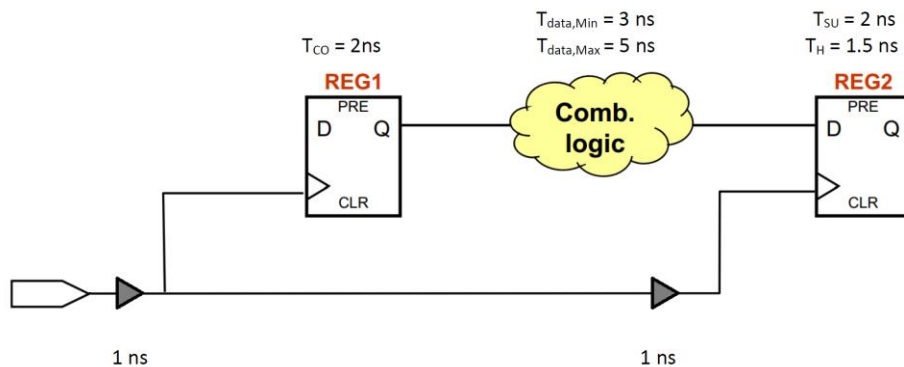 T_CO = 2ns
T_data,Min = 3 ns
T_data,Max = 5 ns
T_SU = 2 ns
T_H = 1.5 ns
REG1
PRE
D Q
CLR
Comb.
logic
REG2
PRE
D Q
CLR
1 ns
1 ns